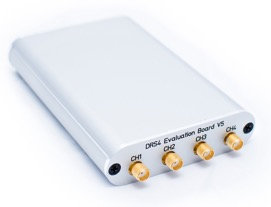 DRS4 Evaluation Board V5
CH1
CH2
CH3
CH4